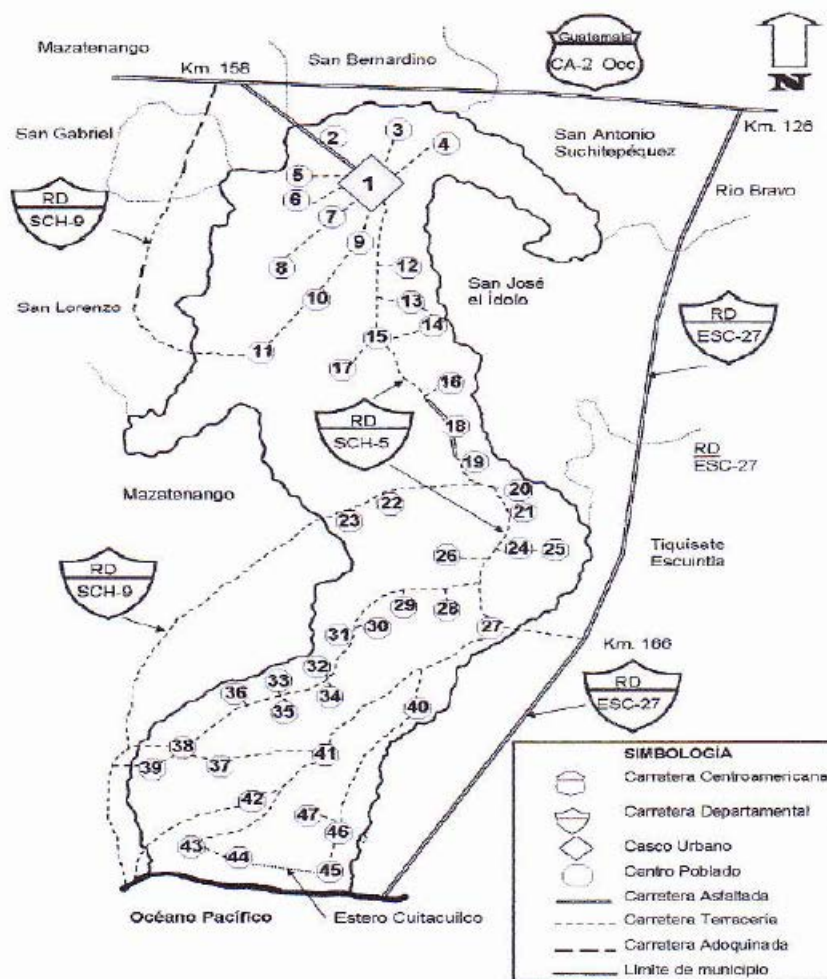 Mazatenango
San Bernardino
Guatemala
CA-2 Occ
N
Km. 158
Km. 126
San Gabriel
San Antonio
Suchitepéquez
Río Bravo
2
3
4
5
1
6
7
RD
SCH-9
9
8
12
San José
el Ídolo
10
13
San Lorenzo
14
15
RD
ESC-27
11
17
16
RD
SCH-5
18
19
RD
ESC-27
Mazatenango
20
22
21
23
24
25
26
Tiquisate
Escuintla
RD
SCH-9
29
28
30
27
31
Km. 166
32
33
36
34
35
40
RD
ESC-27
38
41
39
37
42
47
46
43
44
45
Océano Pacífico
Estero Cuitacuilco
SIMBOLOGÍA
Carretera Centroamericana
Carretera Departamental
Casco Urbano
Centro Poblado
Carretera Asfaltada
Carretera Terracería
Carretera Adoquinada
Límite de municipio